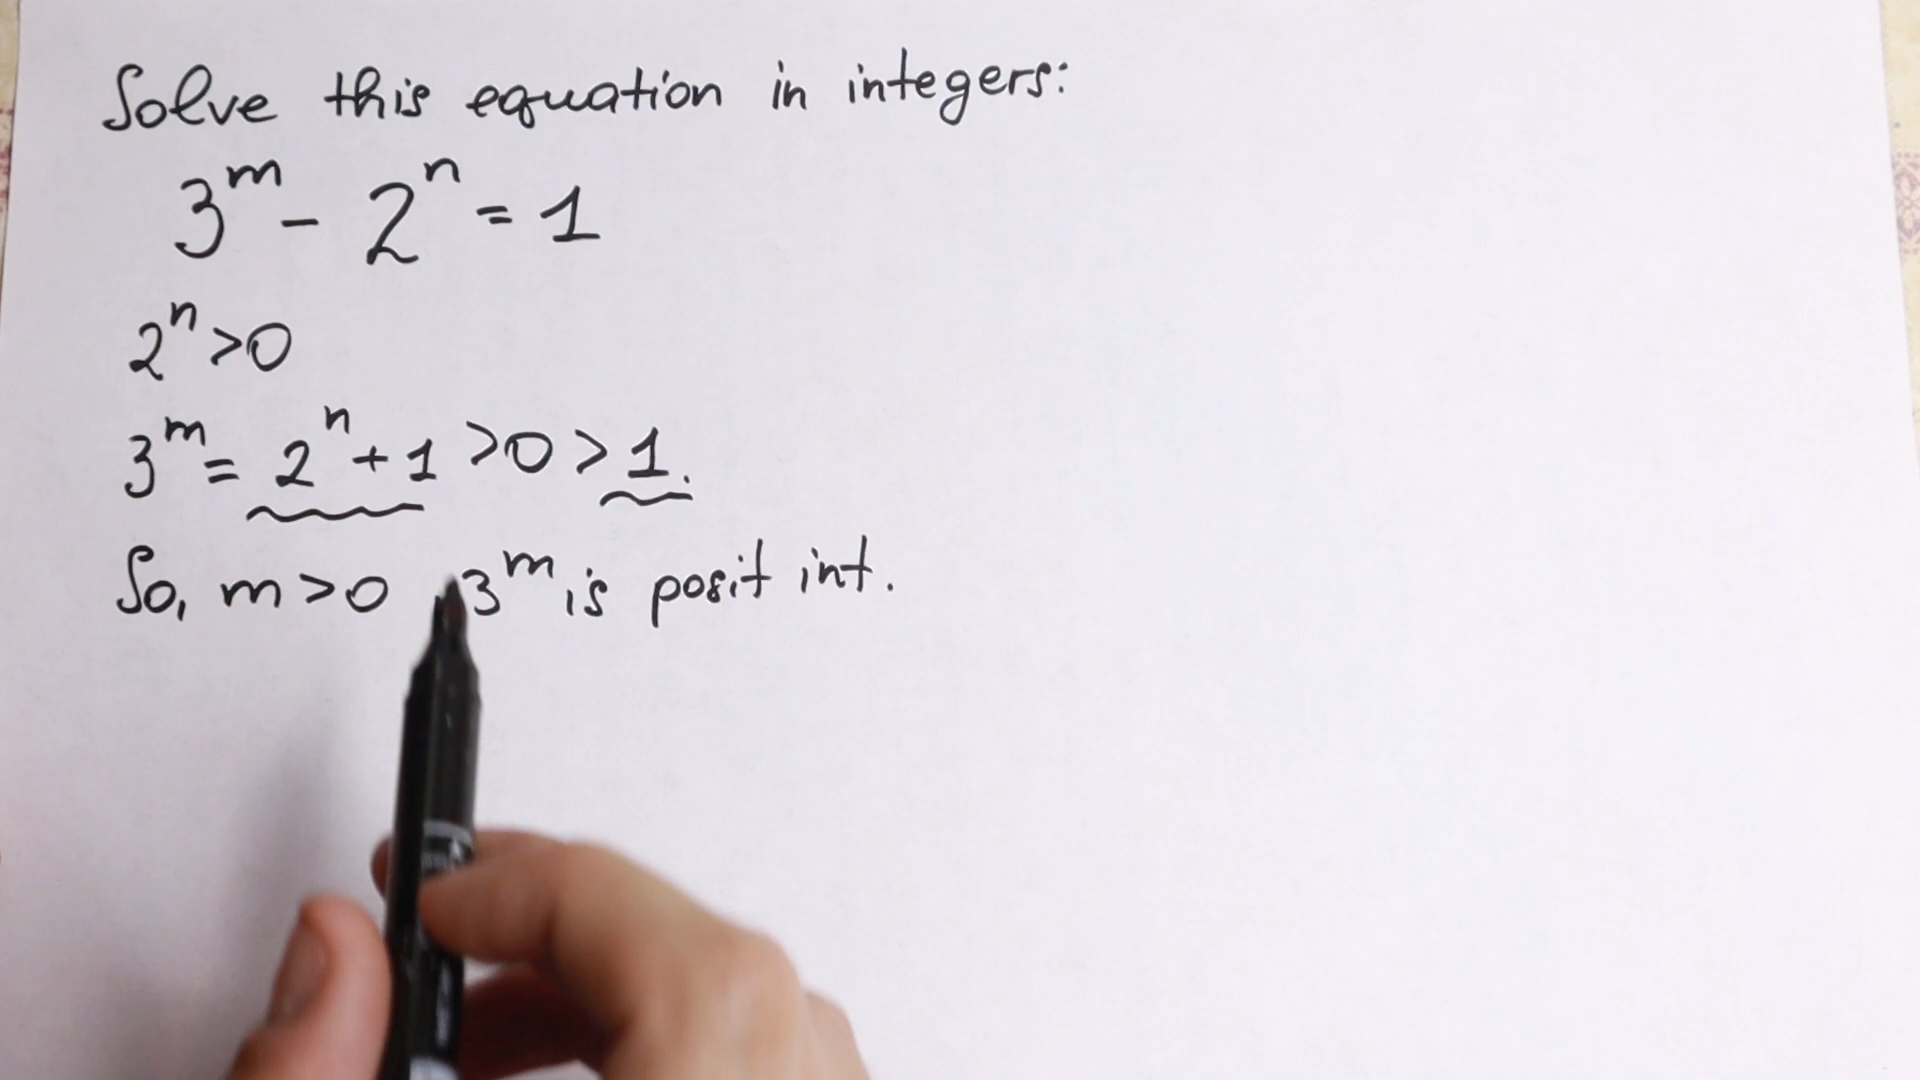 Solve this equation in integers:
3^m - 2^n = 1
2^n > 0
3^m = 2^n + 1 > 0 > 1.
So, m > 0 3^m is posit int.